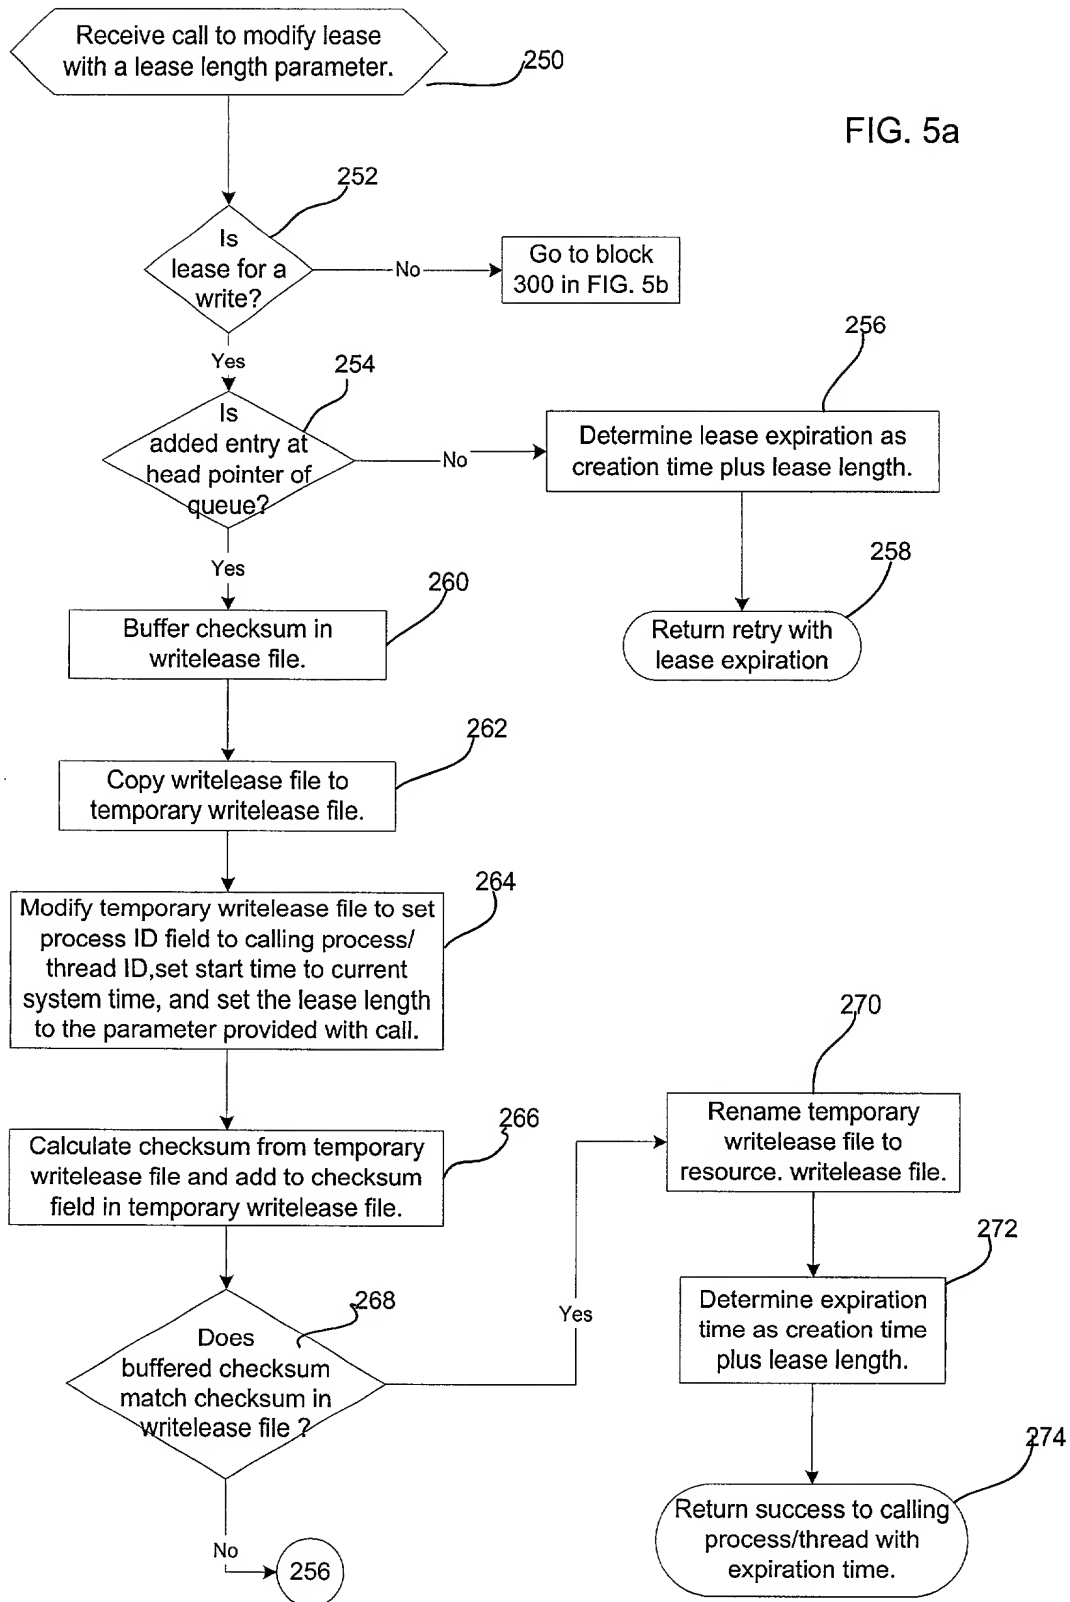 Receive call to modify lease
with a lease length parameter.
250
FIG. 5a
252
Is
lease for a
write?
No
Go to block
300 in FIG. 5b
Yes
254
Is
added entry at
head pointer of
queue?
No
256
Determine lease expiration as
creation time plus lease length.
258
Return retry with
lease expiration
Yes
260
Buffer checksum in
writelease file.
262
Copy writelease file to
temporary writelease file.
264
Modify temporary writelease file to set
process ID field to calling process/
thread ID,set start time to current
system time, and set the lease length
to the parameter provided with call.
266
Calculate checksum from temporary
writelease file and add to checksum
field in temporary writelease file.
268
Does
buffered checksum
match checksum in
writelease file ?
Yes
No
256
270
Rename temporary
writelease file to
resource. writelease file.
272
Determine expiration
time as creation time
plus lease length.
274
Return success to calling
process/thread with
expiration time.